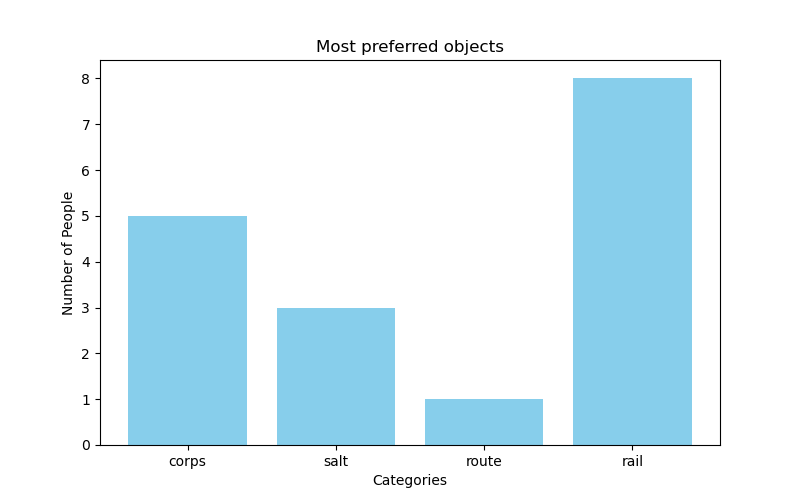 Most preferred objects
Number of People
8
7
6
5
4
3
2
1
0
corps salt route rail
Categories